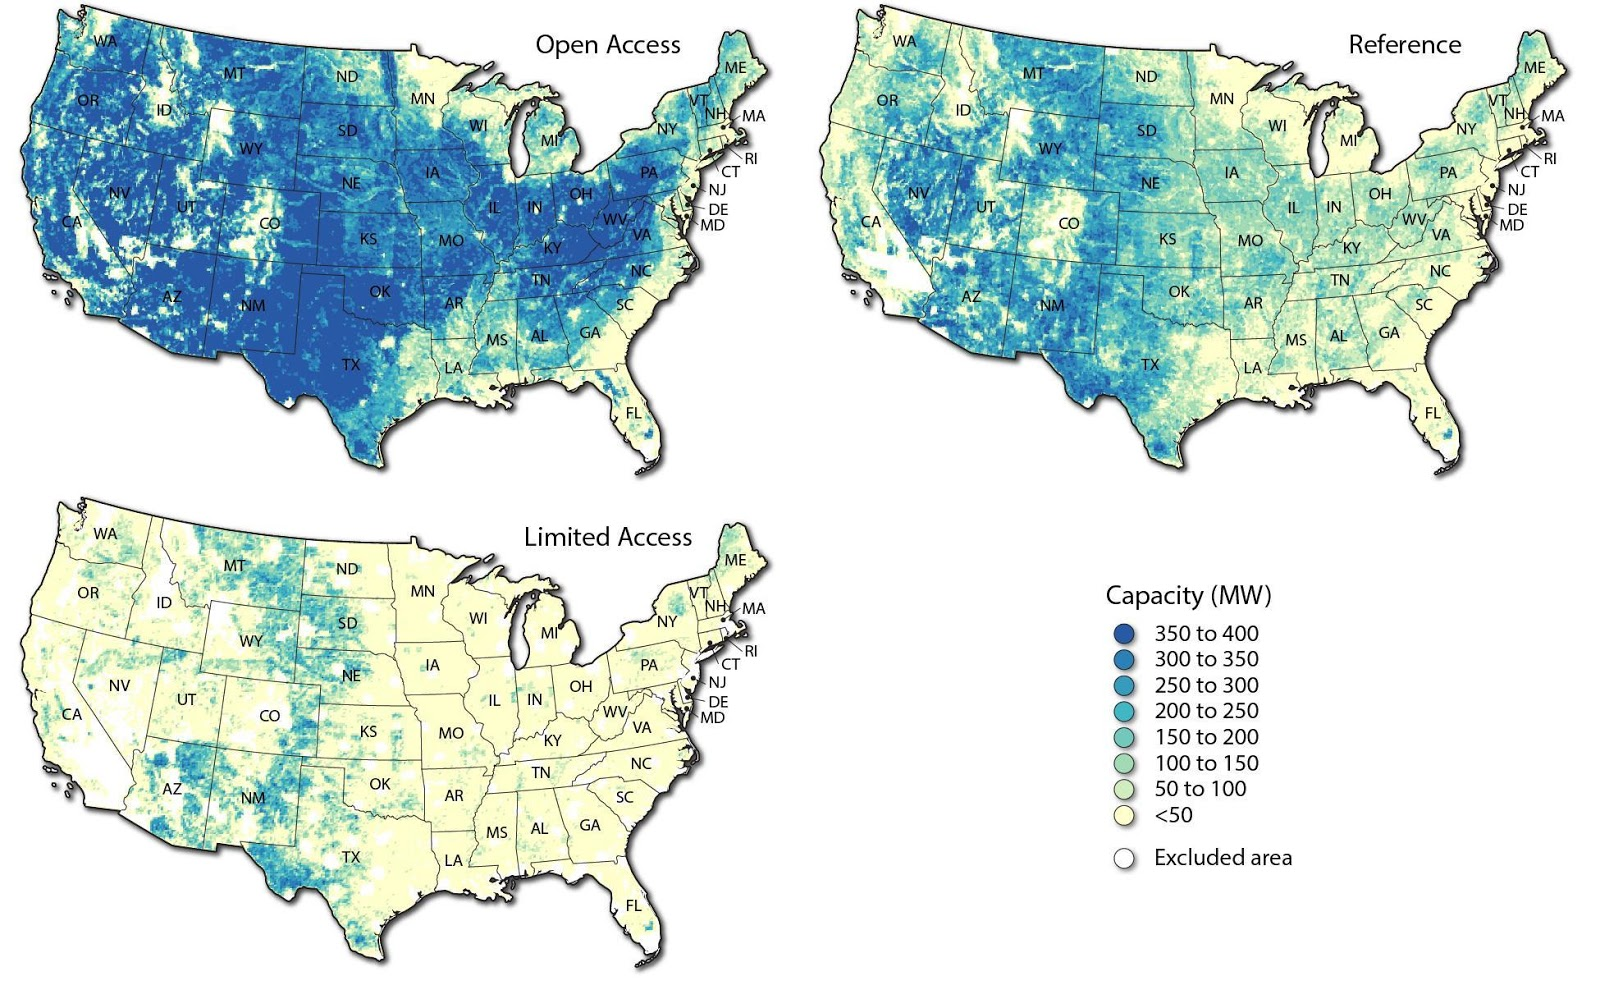 Open Access
WA
MT
ND
MN
ME
OR
ID
SD
WI
MI
VT
NH
MA
NY
WY
RI
CT
IA
NE
PA
NJ
NV
UT
IL
IN
OH
DE
MD
CA
CO
KS
MO
WV
VA
KY
NC
TN
AZ
NM
OK
AR
SC
MS
AL
GA
TX
LA
FL
Reference
WA
MT
ND
MN
ME
OR
ID
SD
WI
MI
VT
NH
MA
NY
WY
RI
CT
IA
NE
PA
NJ
NV
UT
IL
IN
OH
DE
MD
CA
CO
KS
MO
WV
VA
KY
NC
TN
AZ
NM
OK
AR
SC
MS
AL
GA
TX
LA
FL
Limited Access
WA
MT
ND
MN
ME
OR
ID
SD
WI
MI
VT
NH
MA
NY
WY
RI
CT
IA
NE
PA
NJ
NV
UT
IL
IN
OH
DE
MD
CA
CO
KS
MO
WV
VA
KY
NC
TN
AZ
NM
OK
AR
SC
MS
AL
GA
TX
LA
FL
Capacity (MW)
350 to 400
300 to 350
250 to 300
200 to 250
150 to 200
100 to 150
50 to 100
<50
Excluded area